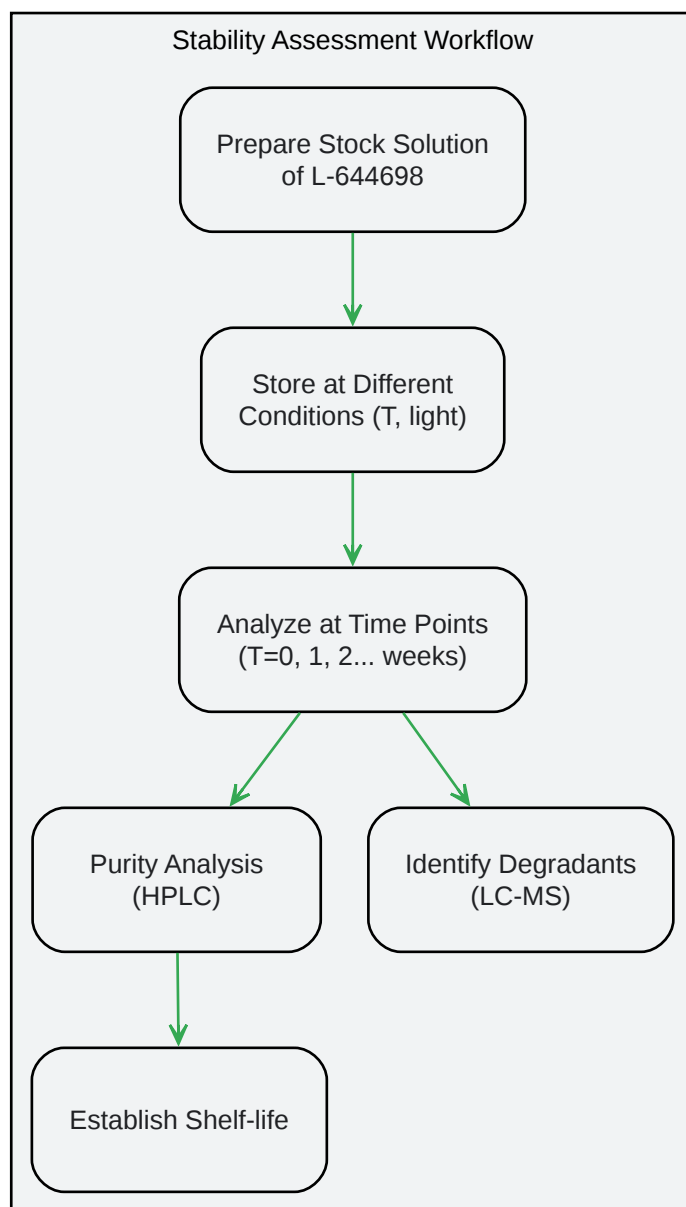 Stability Assessment Workflow
Prepare Stock Solution
of L-644698
Store at Different
Conditions (T, light)
Analyze at Time Points
(T=0, 1, 2... weeks)
Purity Analysis
(HPLC)
Identify Degradants
(LC-MS)
Establish Shelf-life